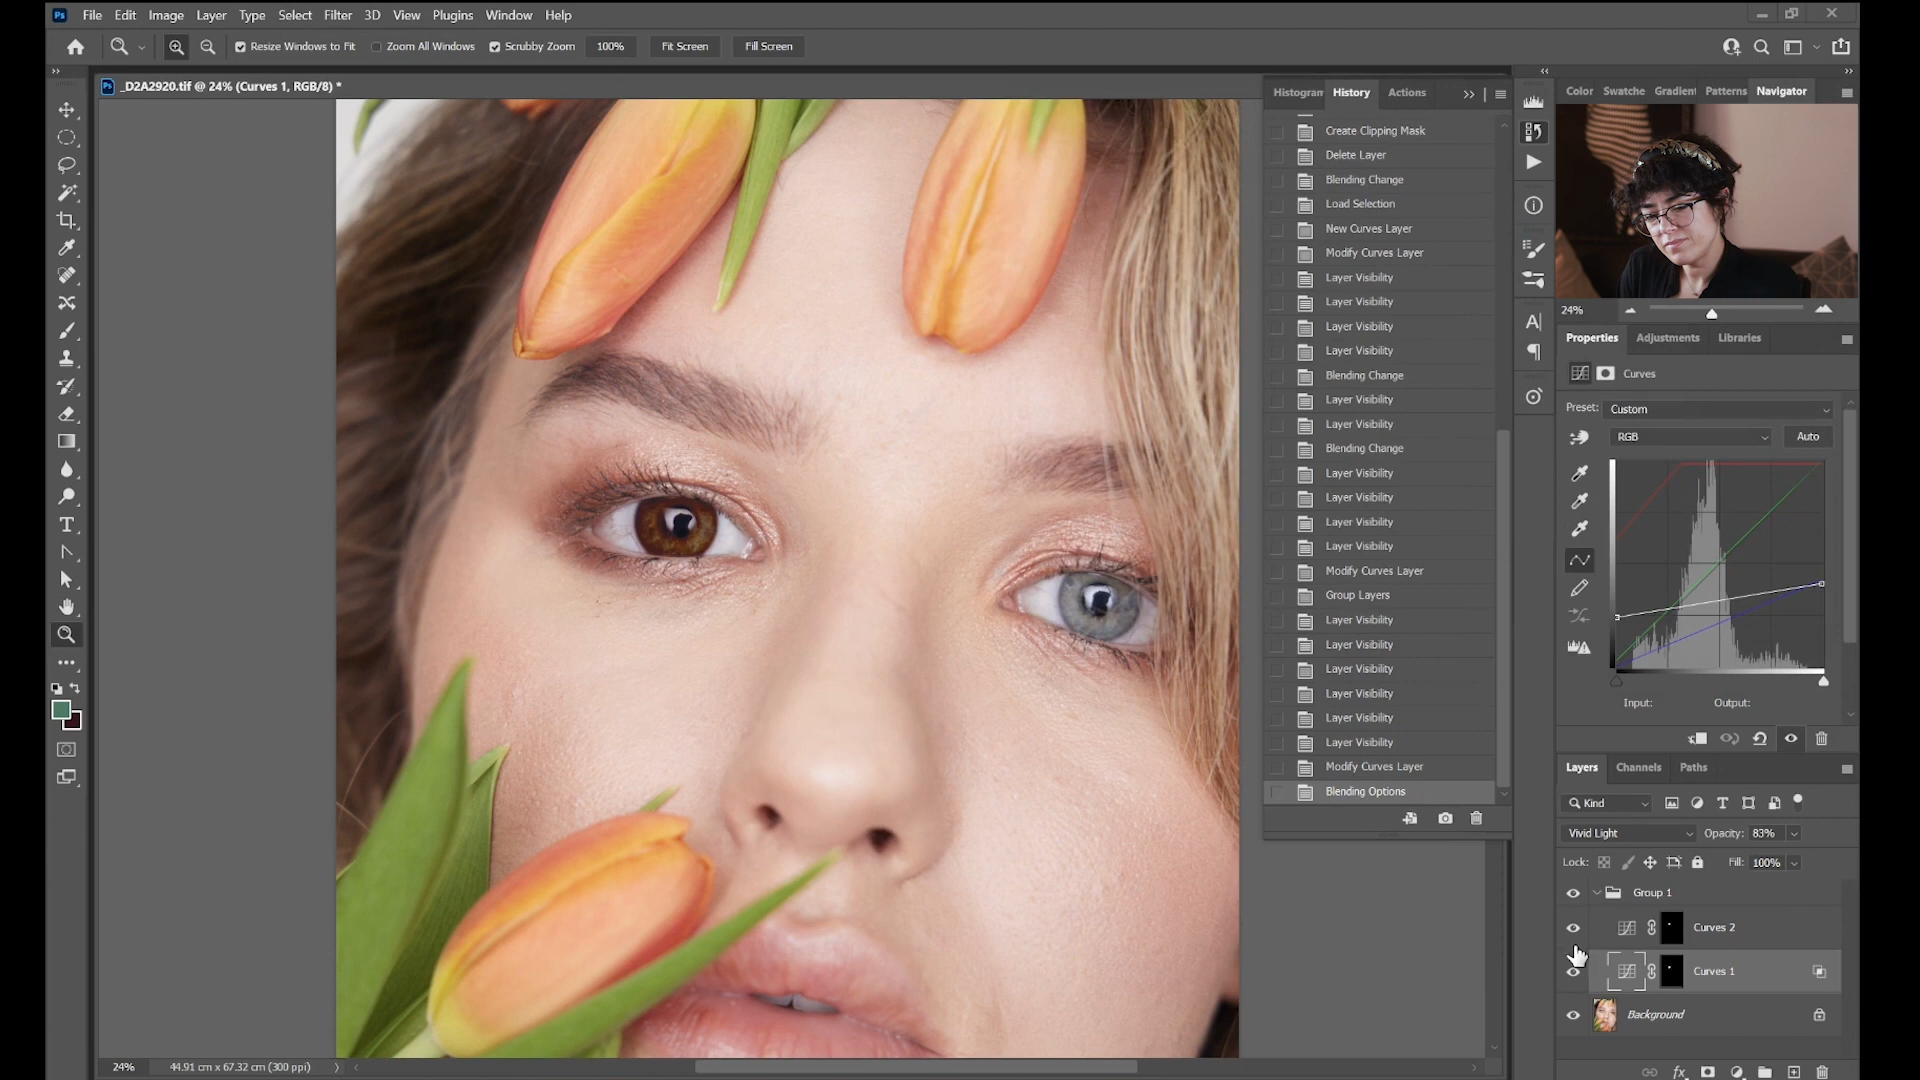 Ps File Edit Image Layer Type Select Filter 3D View Plugins Window Help
Resize Windows to Fit Zoom All Windows Scrubby Zoom 100% Fit Screen Fill Screen
Ps _D2A2920.tif @ 24% (Curves 1, RGB/8) *
Histogram History Actions
Create Clipping Mask
Delete Layer
Blending Change
Load Selection
New Curves Layer
Modify Curves Layer
Layer Visibility
Layer Visibility
Layer Visibility
Layer Visibility
Blending Change
Layer Visibility
Layer Visibility
Blending Change
Layer Visibility
Layer Visibility
Layer Visibility
Layer Visibility
Modify Curves Layer
Group Layers
Layer Visibility
Layer Visibility
Layer Visibility
Layer Visibility
Layer Visibility
Layer Visibility
Modify Curves Layer
Blending Options
Color Swatche Gradient Patterns Navigator
24%
Properties Adjustments Libraries
Curves
Preset: Custom
RGB Auto
Input: Output:
Layers Channels Paths
Kind
Vivid Light Opacity: 83%
Lock: Fill: 100%
Group 1
Curves 2
Curves 1
Background
24% 44.91 cm x 67.32 cm (300 ppi)